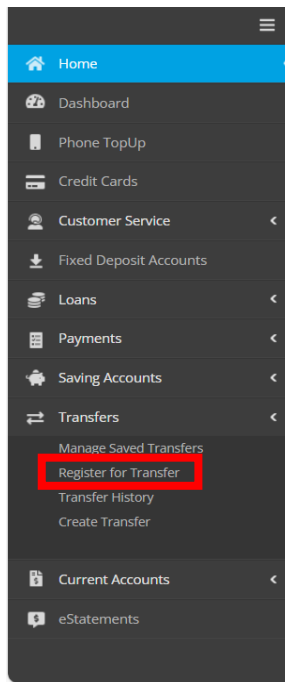 Home
Dashboard
Phone TopUp
Credit Cards
Customer Service
Fixed Deposit Accounts
Loans
Payments
Saving Accounts
Transfers
Manage Saved Transfers
Register for Transfer
Transfer History
Create Transfer
Current Accounts
eStatements